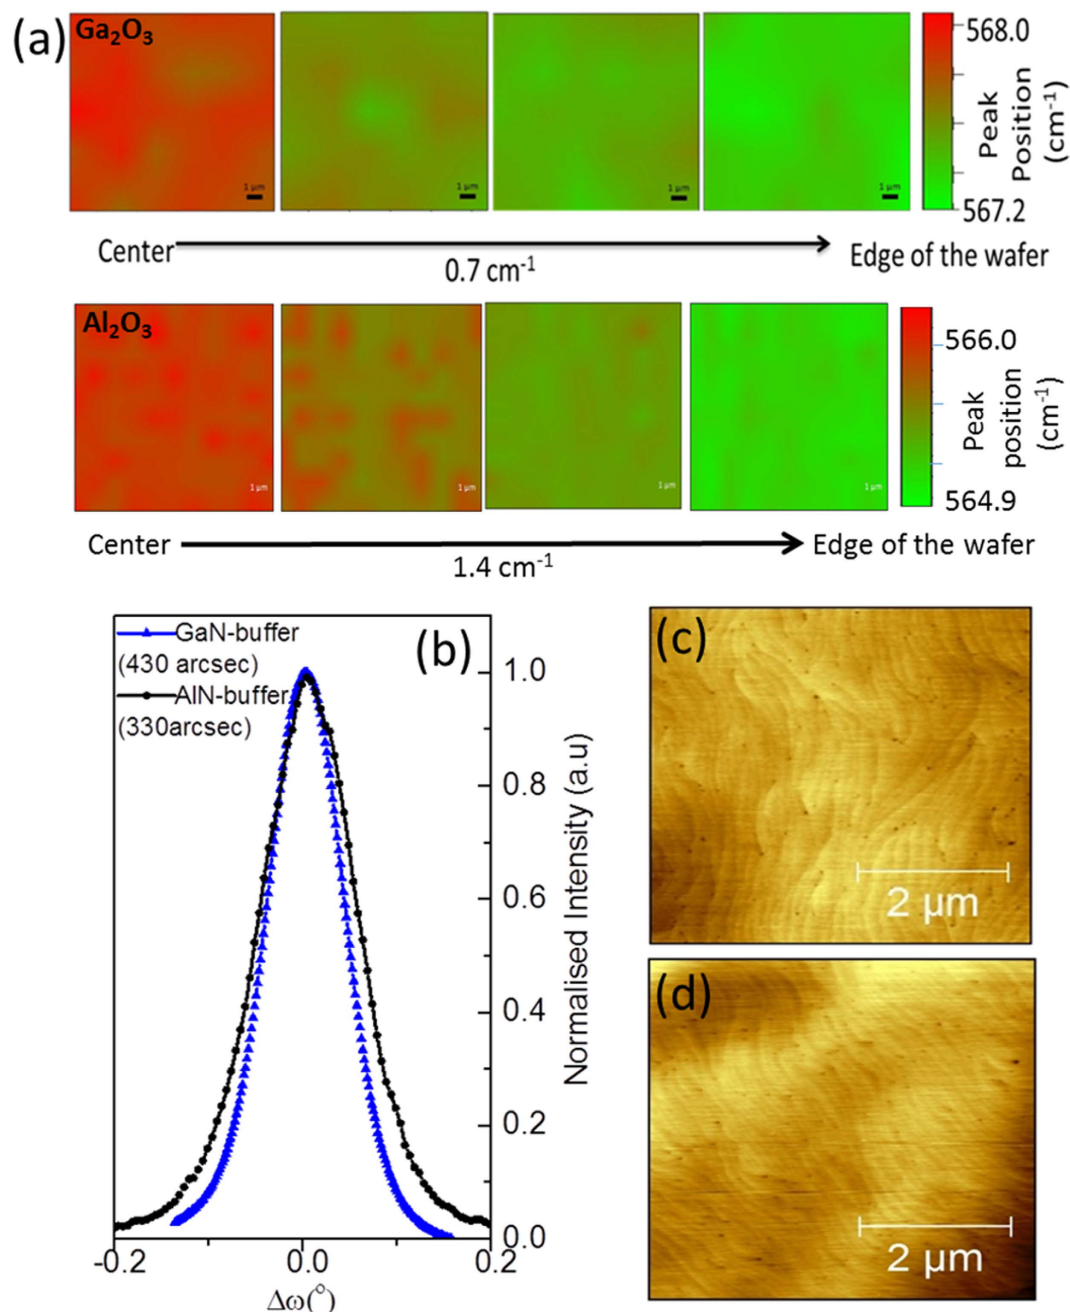 (a)
Ga₂O₃
1 µm
1 µm
1 µm
1 µm
568.0
Peak
Position
(cm⁻¹)
567.2
Center
0.7 cm⁻¹
Edge of the wafer
Al₂O₃
1 µm
1 µm
1 µm
1 µm
566.0
Peak
position
(cm⁻¹)
564.9
Center
1.4 cm⁻¹
Edge of the wafer
GaN-buffer
(430 arcsec)
AlN-buffer
(330arcsec)
(b)
1.0
0.8
0.6
0.4
0.2
0.0
Normalised Intensity (a.u)
-0.2
0.0
0.2
Δω(°)
(c)
2 µm
(d)
2 µm